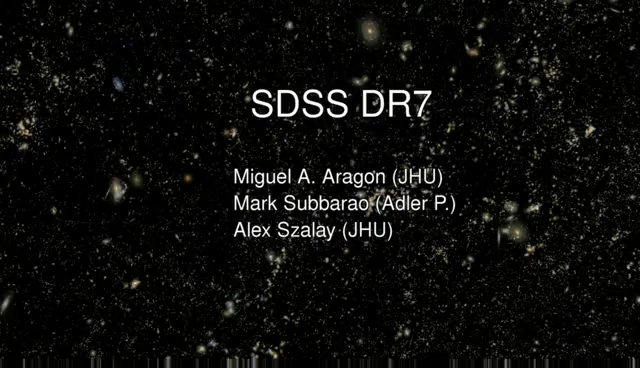 SDSS DR7
Miguel A. Aragon (JHU)
Mark Subbarao (Adler P.)
Alex Szalay (JHU)